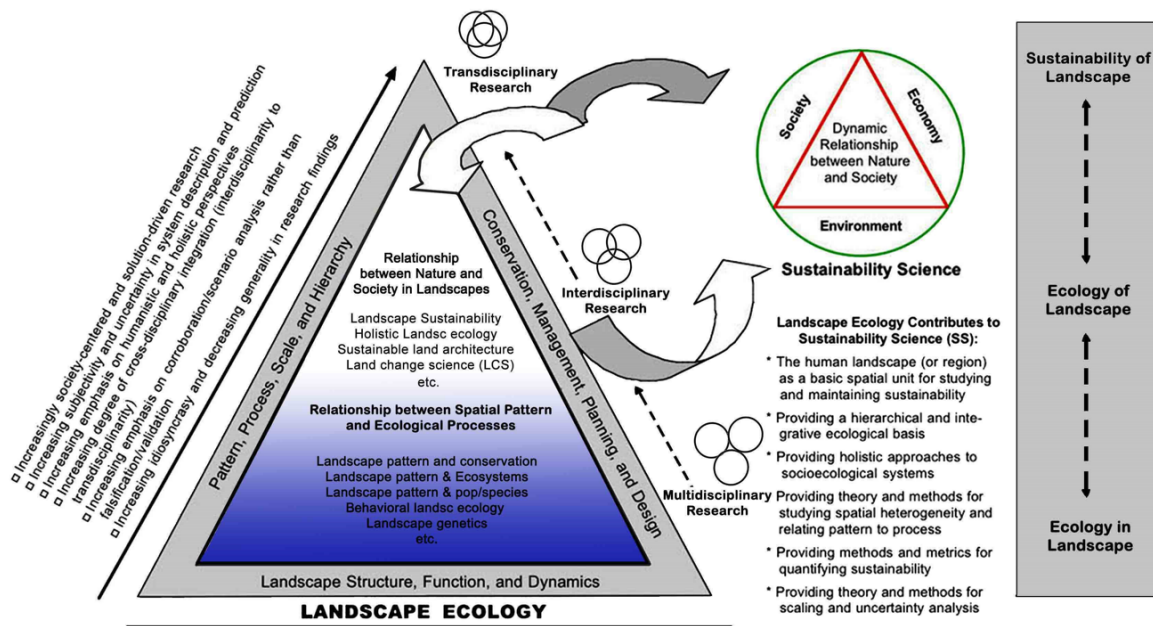 □ Increasingly society-centered and solution-driven research
□ Increasing subjectivity and uncertainty in system description and prediction
□ Increasing emphasis on humanistic and holistic perspectives
□ Increasing degree of cross-disciplinary integration (interdisciplinarity to
transdisciplinarity)
□ Increasing emphasis on corroboration/scenario analysis rather than
falsification/validation
□ Increasing idiosyncrasy and decreasing generality in research findings
Pattern, Process, Scale, and Hierarchy
Conservation, Management, Planning, and Design
Landscape Structure, Function, and Dynamics
LANDSCAPE ECOLOGY
Relationship
between Nature and
Society in Landscapes
Landscape Sustainability
Holistic Landsc ecology
Sustainable land architecture
Land change science (LCS)
etc.
Relationship between Spatial Pattern
and Ecological Processes
Landscape pattern and conservation
Landscape pattern & Ecosystems
Landscape pattern & pop/species
Behavioral landsc ecology
Landscape genetics
etc.
Transdisciplinary
Research
Interdisciplinary
Research
Multidisciplinary
Research
Society
Economy
Dynamic
Relationship
between Nature
and Society
Environment
Sustainability Science
Landscape Ecology Contributes to
Sustainability Science (SS):
* The human landscape (or region)
as a basic spatial unit for studying
and maintaining sustainability
* Providing a hierarchical and inte-
grative ecological basis
* Providing holistic approaches to
socioecological systems
* Providing theory and methods for
studying spatial heterogeneity and
relating pattern to process
* Providing methods and metrics for
quantifying sustainability
* Providing theory and methods for
scaling and uncertainty analysis
Sustainability of
Landscape
Ecology of
Landscape
Ecology in
Landscape